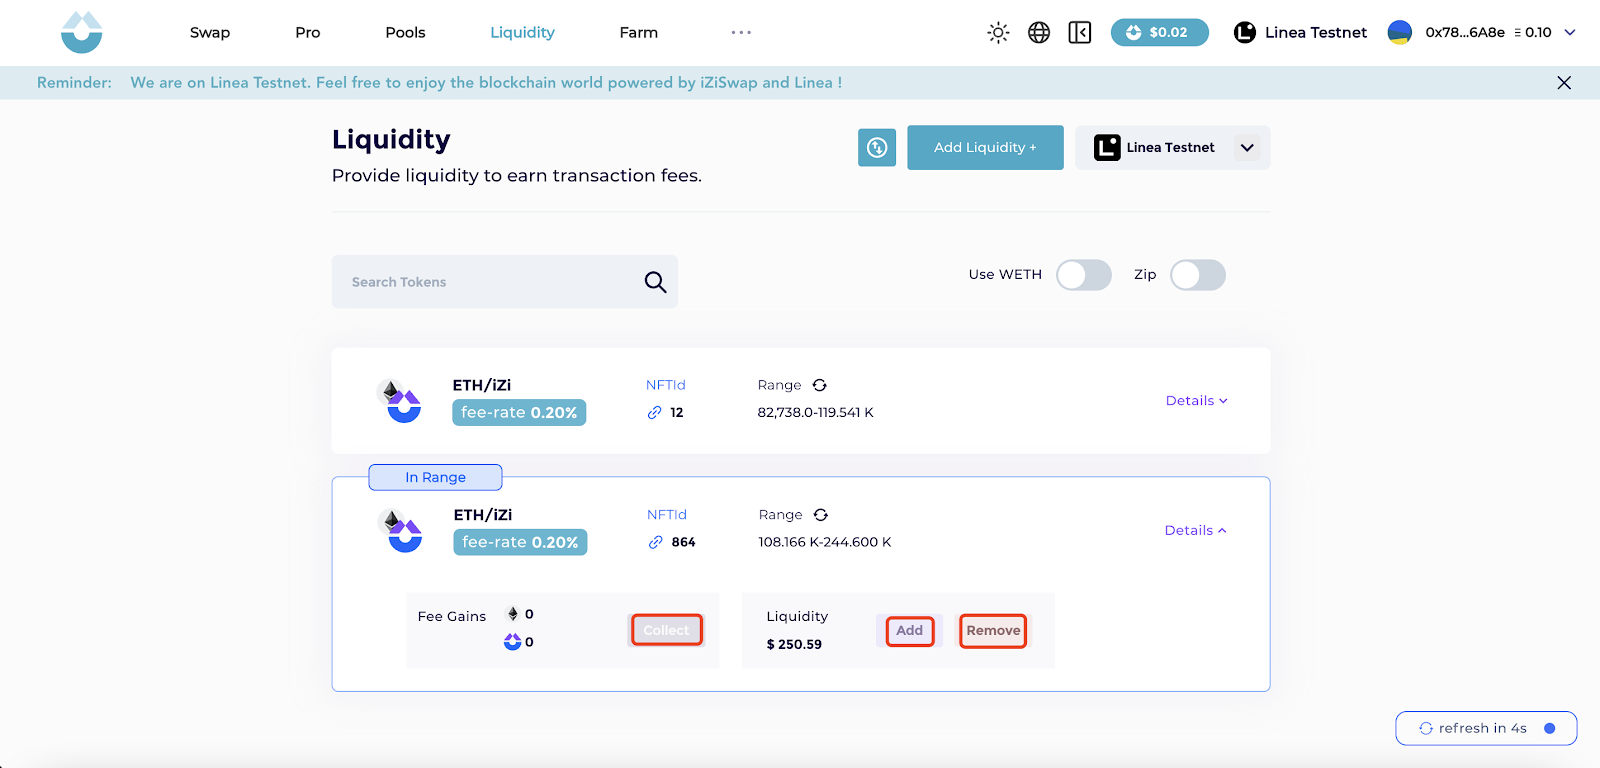 Swap Pro Pools Liquidity Farm ... $0.02 Linea Testnet 0x78...6A8e Ξ 0.10
Reminder: We are on Linea Testnet. Feel free to enjoy the blockchain world powered by iZiSwap and Linea !
Liquidity
Provide liquidity to earn transaction fees.
Add Liquidity +
Linea Testnet
Search Tokens
Use WETH
Zip
ETH/iZi
fee-rate 0.20%
NFTId
12
Range
82,738.0-119.541 K
Details
In Range
ETH/iZi
fee-rate 0.20%
NFTId
864
Range
108.166 K-244.600 K
Details
Fee Gains
0
0
Collect
Liquidity
$ 250.59
Add
Remove
refresh in 4s